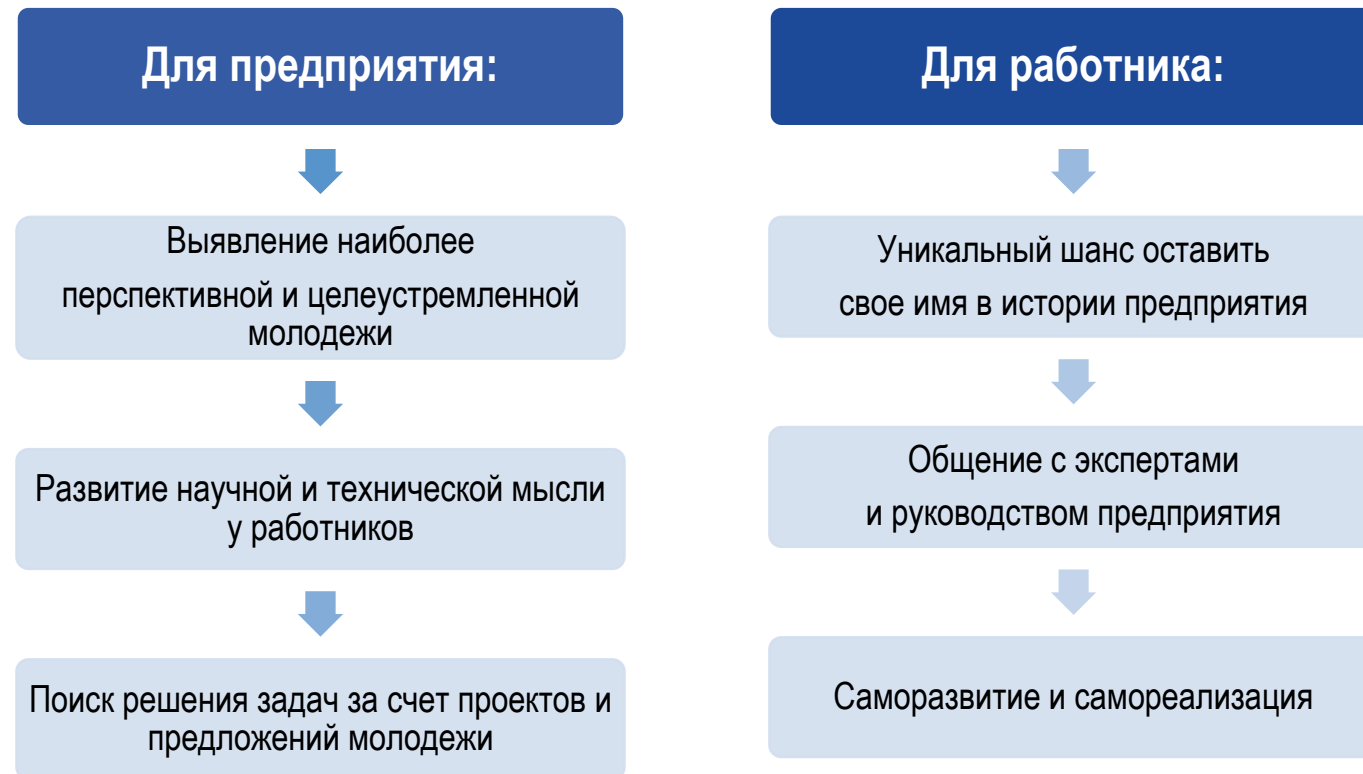 Для предприятия:
Выявление наиболее
перспективной и целеустремленной
молодежи
Развитие научной и технической мысли
у работников
Поиск решения задач за счет проектов и
предложений молодежи
Для работника:
Уникальный шанс оставить
свое имя в истории предприятия
Общение с экспертами
и руководством предприятия
Саморазвитие и самореализация